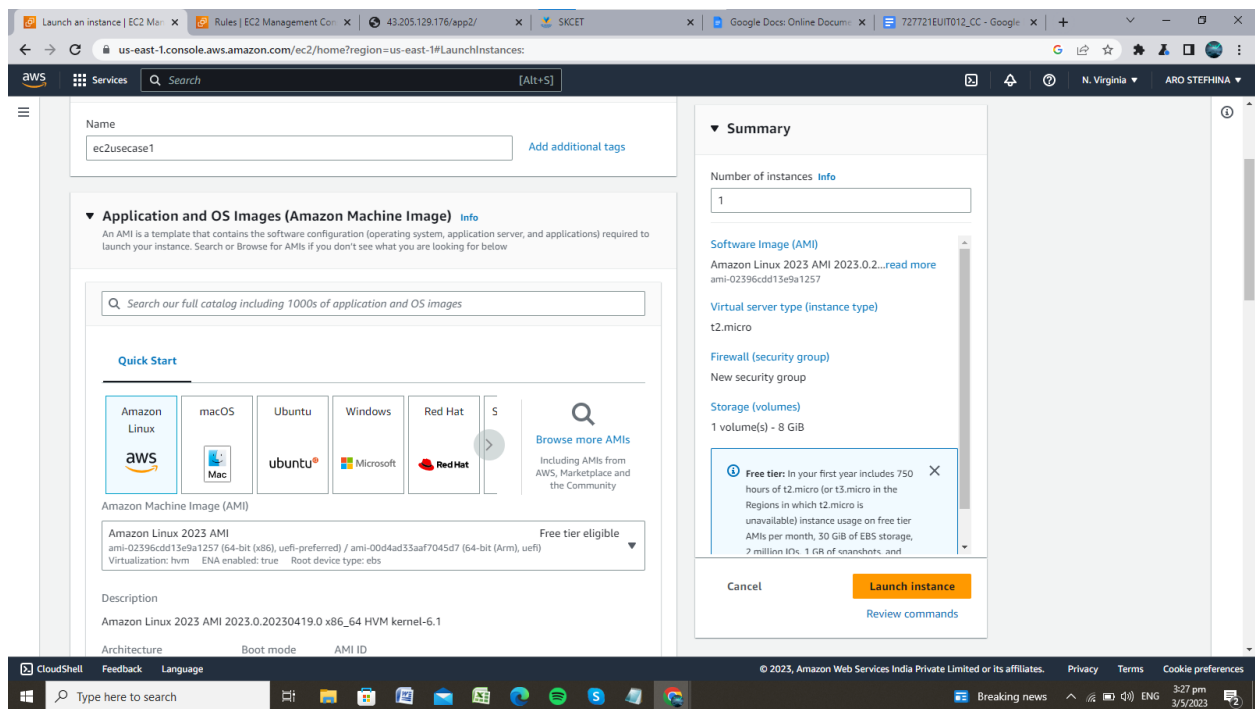 Launch an instance | EC2 Man
Rules | EC2 Management Con
43.205.129.176/app2/
SKCET
Google Docs: Online Docume
727721EUIT012_CC - Google
us-east-1.console.aws.amazon.com/ec2/home?region=us-east-1#LaunchInstances:
aws
Services
Search
[Alt+S]
N. Virginia
ARO STEFHINA
Name
ec2usecase1
Add additional tags
Application and OS Images (Amazon Machine Image) Info
An AMI is a template that contains the software configuration (operating system, application server, and applications) required to
launch your instance. Search or Browse for AMIs if you don't see what you are looking for below
Search our full catalog including 1000s of application and OS images
Quick Start
Amazon
Linux
aws
macOS
Mac
Ubuntu
ubuntu®
Windows
Microsoft
Red Hat
Red Hat
S
Browse more AMIs
Including AMIs from
AWS, Marketplace and
the Community
Amazon Machine Image (AMI)
Amazon Linux 2023 AMI
Free tier eligible
ami-02396cdd13e9a1257 (64-bit (x86), uefi-preferred) / ami-00d4ad33aaf7045d7 (64-bit (Arm), uefi)
Virtualization: hvm ENA enabled: true Root device type: ebs
Description
Amazon Linux 2023 AMI 2023.0.20230419.0 x86_64 HVM kernel-6.1
Architecture
Boot mode
AMI ID
Summary
Number of instances Info
1
Software Image (AMI)
Amazon Linux 2023 AMI 2023.0.2...read more
ami-02396cdd13e9a1257
Virtual server type (instance type)
t2.micro
Firewall (security group)
New security group
Storage (volumes)
1 volume(s) - 8 GiB
Free tier: In your first year includes 750
hours of t2.micro (or t3.micro in the
Regions in which t2.micro is
unavailable) instance usage on free tier
AMIs per month, 30 GiB of EBS storage,
2 million IOs, 1 GB of snapshots, and
Cancel
Launch instance
Review commands
CloudShell
Feedback
Language
© 2023, Amazon Web Services India Private Limited or its affiliates.
Privacy
Terms
Cookie preferences
Type here to search
Breaking news
ENG
3:27 pm
3/5/2023
2